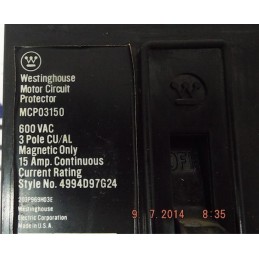 Westinghouse
Motor Circuit
Protector
MCP03150
600 VAC
3 Pole CU/AL
Magnetic Only
15 Amp. Continuous
Current Rating
Style No. 4994D97G24
Westinghouse
Electric Corporation
Made in U.S.A.
9. 7.2014 8:35